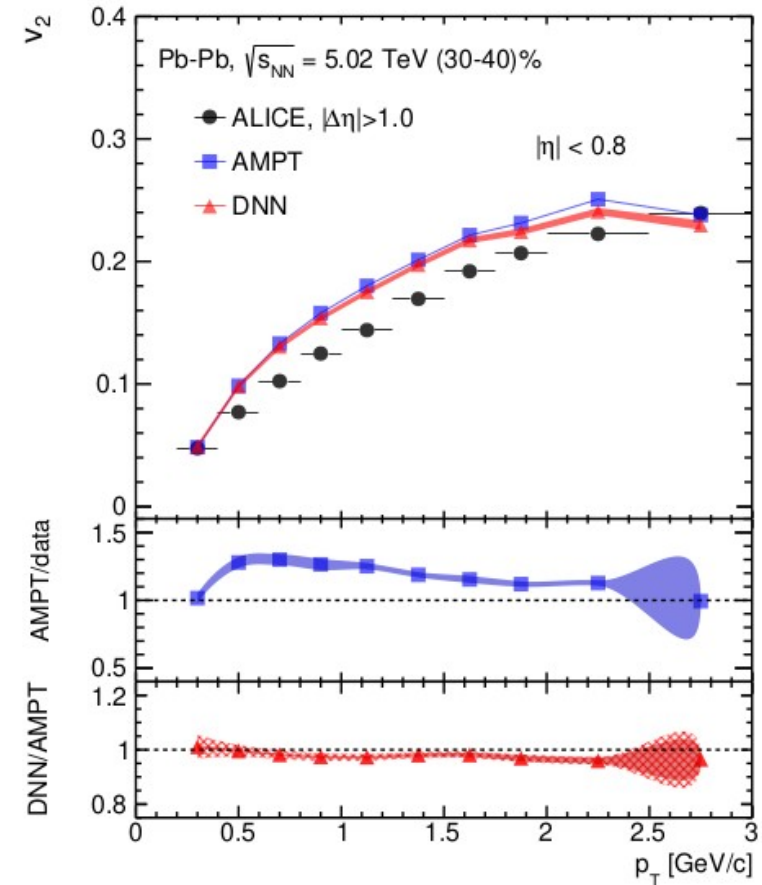 v₂
0.4
Pb-Pb, √s_NN = 5.02 TeV (30-40)%
ALICE, |Δη|>1.0
0.3
|η| < 0.8
AMPT
DNN
0.2
0.1
0
AMPT/data
1.5
1
0.5
DNN/AMPT
1.2
1
0.8
0 0.5 1 1.5 2 2.5 3
p_T [GeV/c]